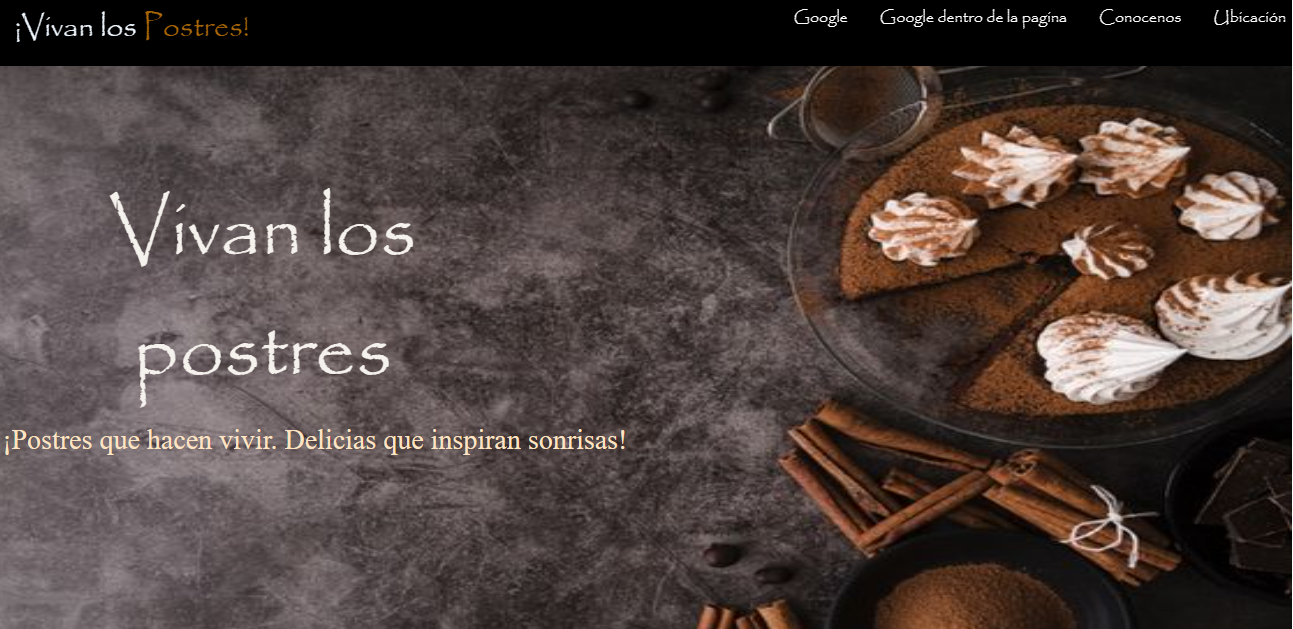 ¡Vivan los Postres!
Google
Google dentro de la pagina
Conocenos
Ubicación
Vivan los
postres
¡Postres que hacen vivir. Delicias que inspiran sonrisas!